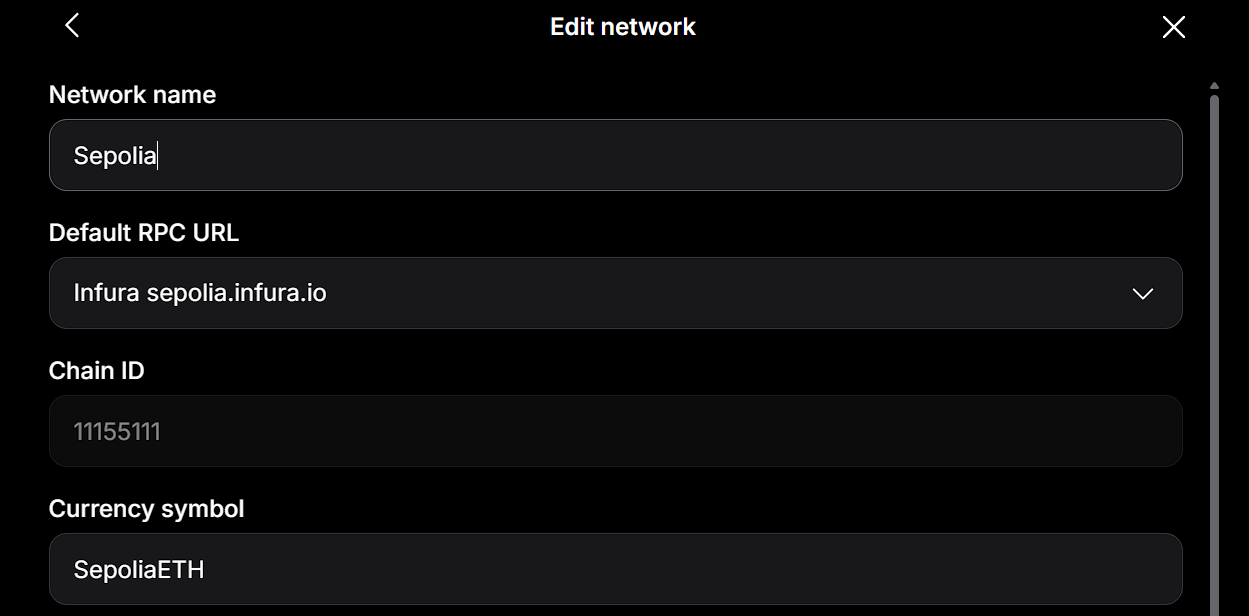 Edit network
Network name
Sepolia
Default RPC URL
Infura sepolia.infura.io
Chain ID
11155111
Currency symbol
SepoliaETH